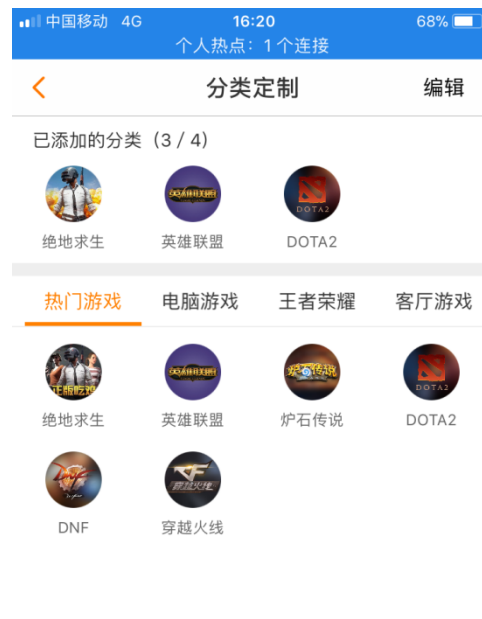 中国移动 4G 16:20 68%
个人热点：1 个连接
分类定制 编辑
已添加的分类（3 / 4）
英雄联盟 DOTA2
绝地求生 英雄联盟 DOTA2
热门游戏 电脑游戏 王者荣耀 客厅游戏
正版吃鸡 英雄联盟 炉石传说 DOTA2
绝地求生 英雄联盟 炉石传说 DOTA2
DNF 穿越火线
DNF 穿越火线